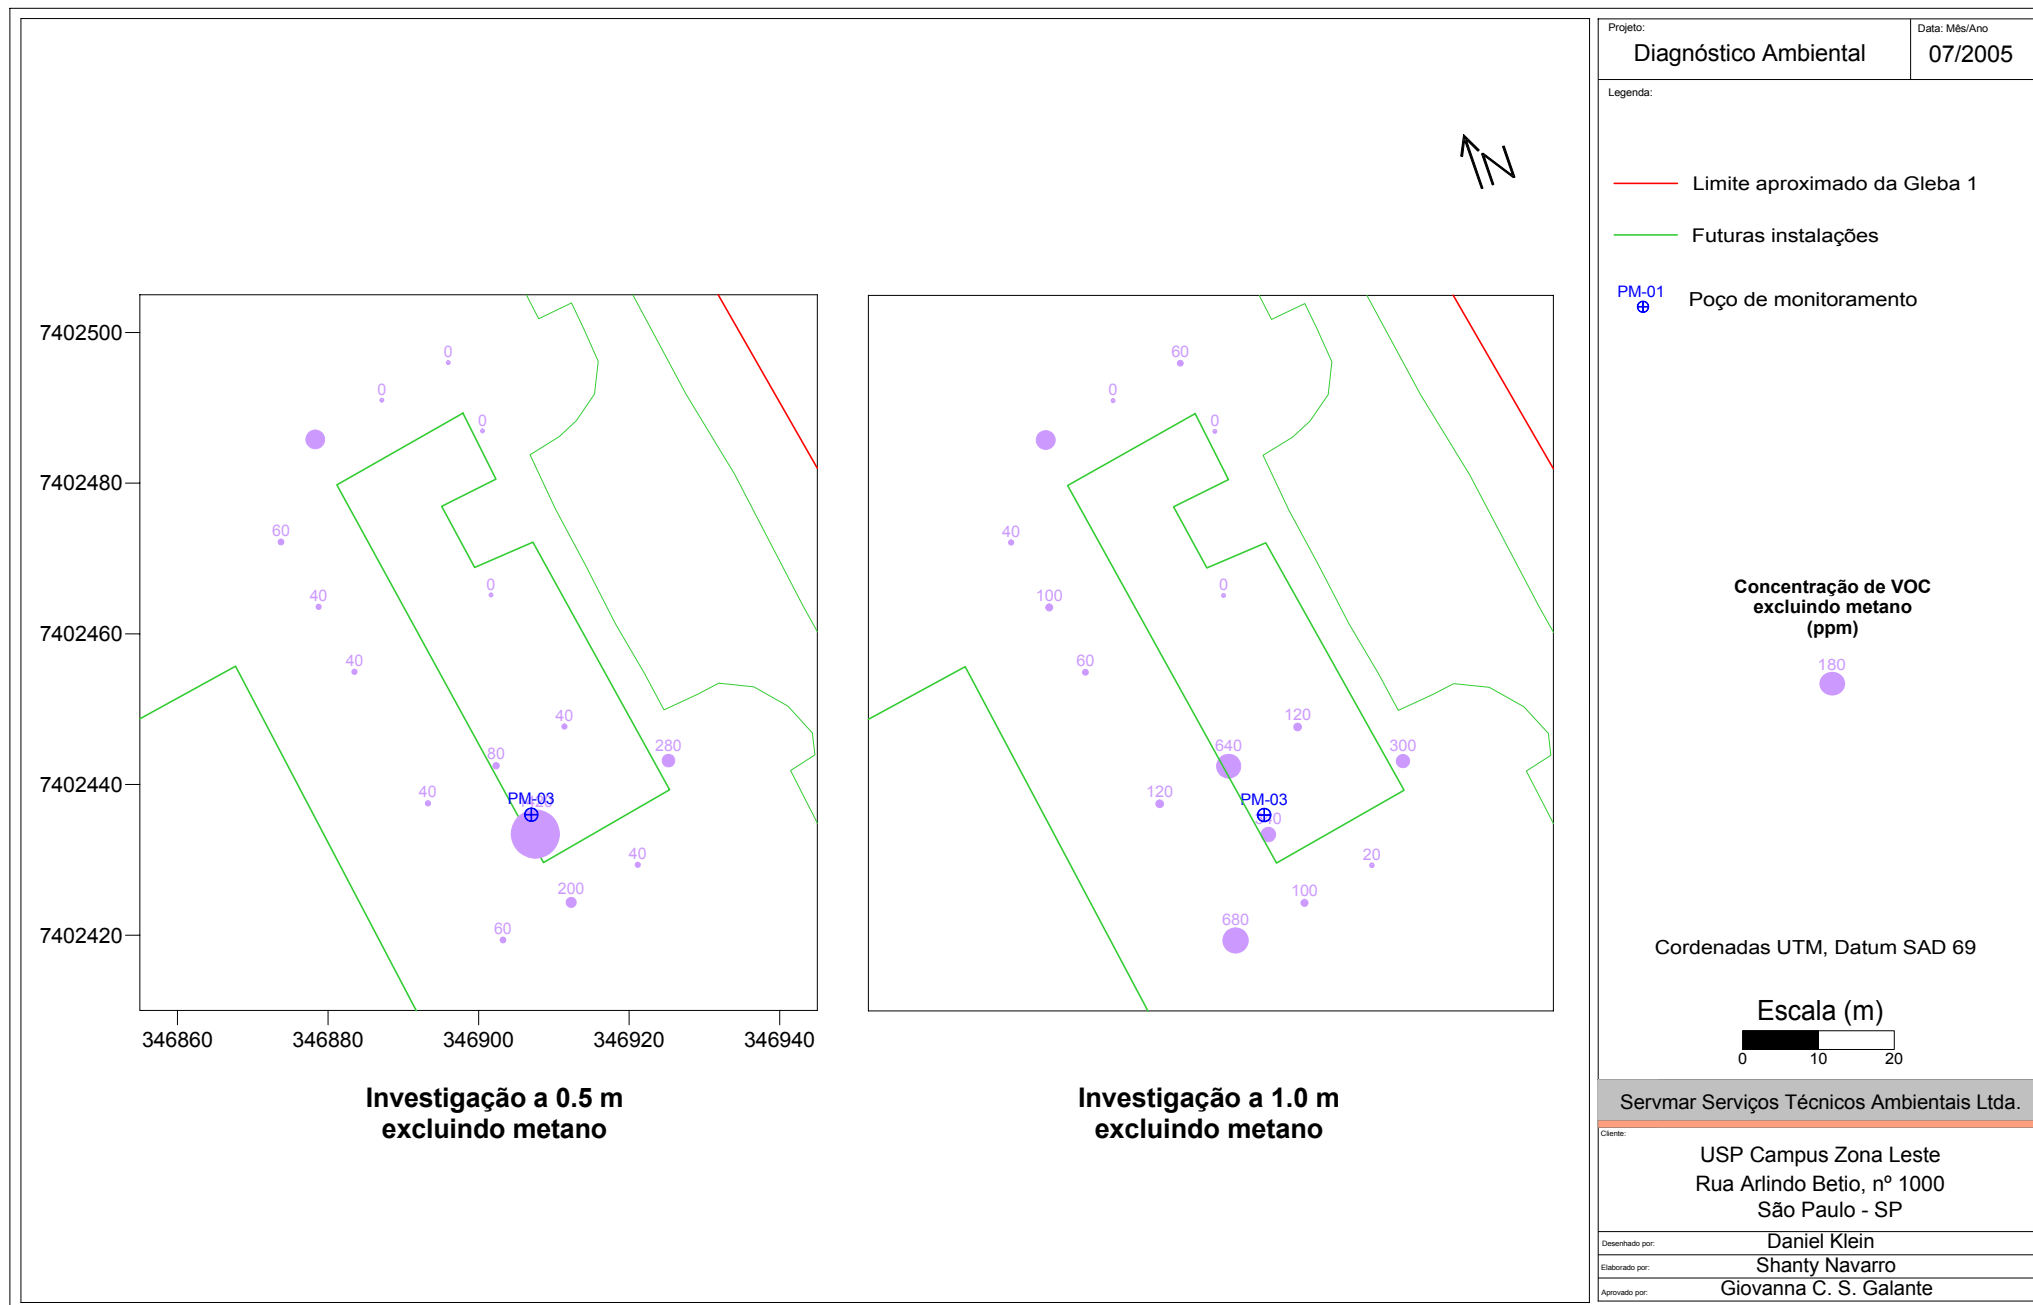 Projeto:
Diagnóstico Ambiental
Data: Mês/Ano
07/2005
Legenda:
Limite aproximado da Gleba 1
Futuras instalações
PM-01
Poço de monitoramento
Concentração de VOC
excluindo metano
(ppm)
180
Cordenadas UTM, Datum SAD 69
Escala (m)
0 10 20
Servmar Serviços Técnicos Ambientais Ltda.
Cliente:
USP Campus Zona Leste
Rua Arlindo Betio, nº 1000
São Paulo - SP
Desenhado por:
Daniel Klein
Elaborado por:
Shanty Navarro
Aprovado por:
Giovanna C. S. Galante
N
7402500
7402480
7402460
7402440
7402420
346860 346880 346900 346920 346940
0
0
0
60
0
40
40
40
80
280
40
PM-03
40
200
60
Investigação a 0.5 m
excluindo metano
60
0
0
40
0
100
60
120
640
300
120
PM-03
20
100
680
Investigação a 1.0 m
excluindo metano